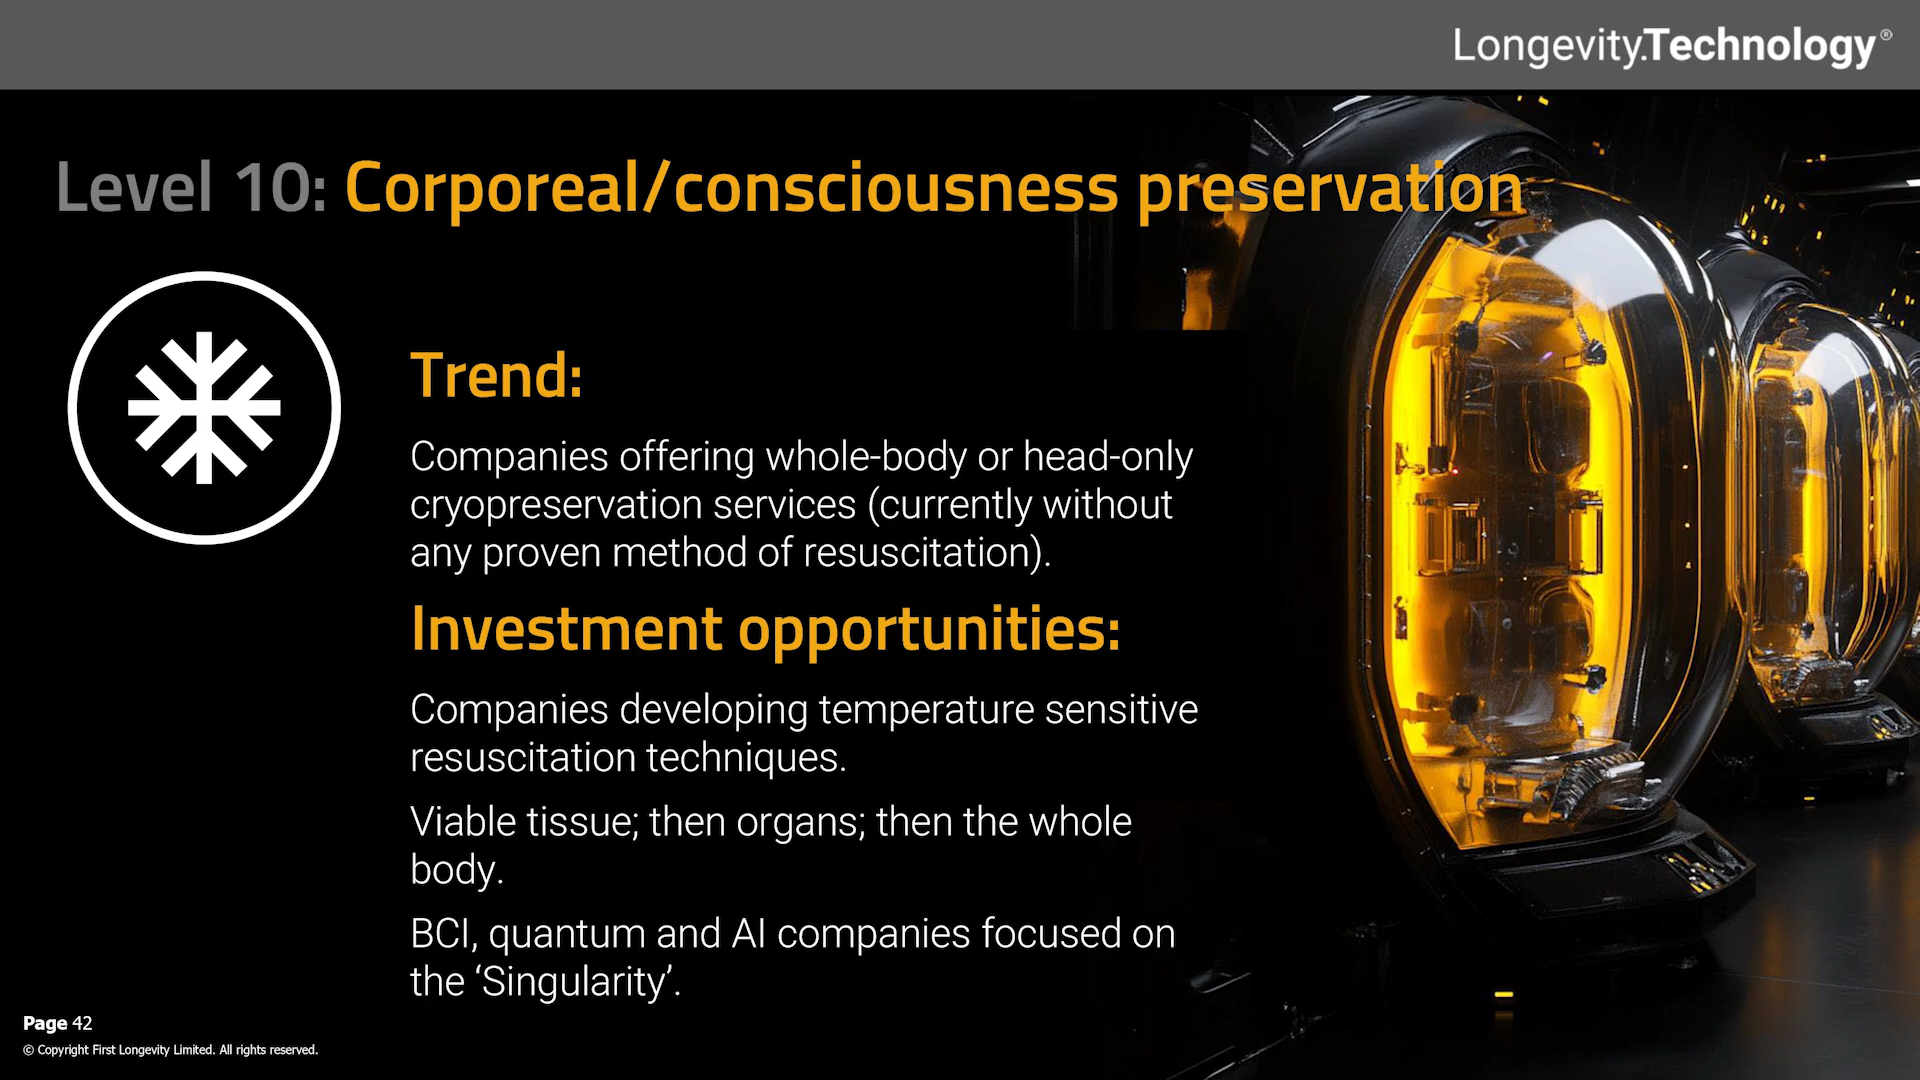 Longevity.Technology®
Level 10: Corporeal/consciousness preservation
Trend:
Companies offering whole-body or head-only
cryopreservation services (currently without
any proven method of resuscitation).
Investment opportunities:
Companies developing temperature sensitive
resuscitation techniques.
Viable tissue; then organs; then the whole
body.
BCI, quantum and AI companies focused on
the ‘Singularity’.
Page 42
© Copyright First Longevity Limited. All rights reserved.